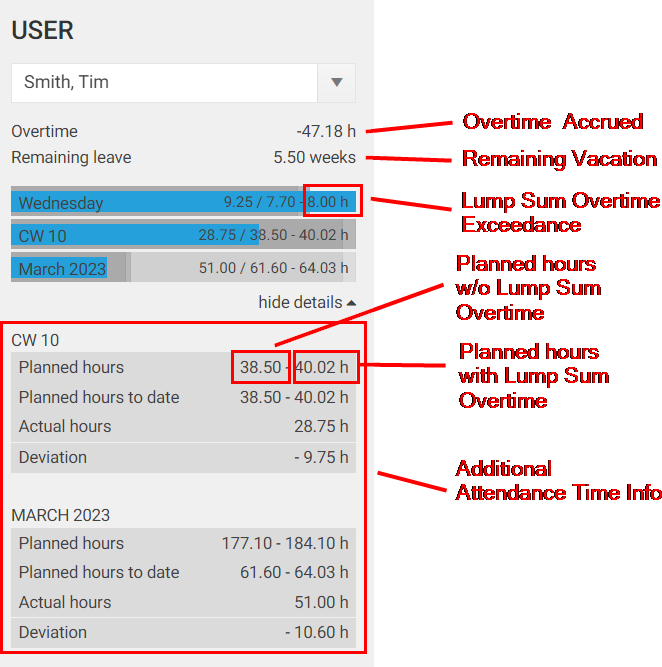 USER
Smith, Tim
Overtime -47.18 h
Remaining leave 5.50 weeks
Wednesday 9.25 / 7.70 - 8.00 h
CW 10 28.75 / 38.50 - 40.02 h
March 2023 51.00 / 61.60 - 64.03 h
hide details
CW 10
Planned hours 38.50 - 40.02 h
Planned hours to date 38.50 - 40.02 h
Actual hours 28.75 h
Deviation - 9.75 h
MARCH 2023
Planned hours 177.10 - 184.10 h
Planned hours to date 61.60 - 64.03 h
Actual hours 51.00 h
Deviation - 10.60 h
Overtime Accrued
Remaining Vacation
Lump Sum Overtime
Exceedance
Planned hours
w/o Lump Sum
Overtime
Planned hours
with Lump Sum
Overtime
Additional
Attendance Time Info